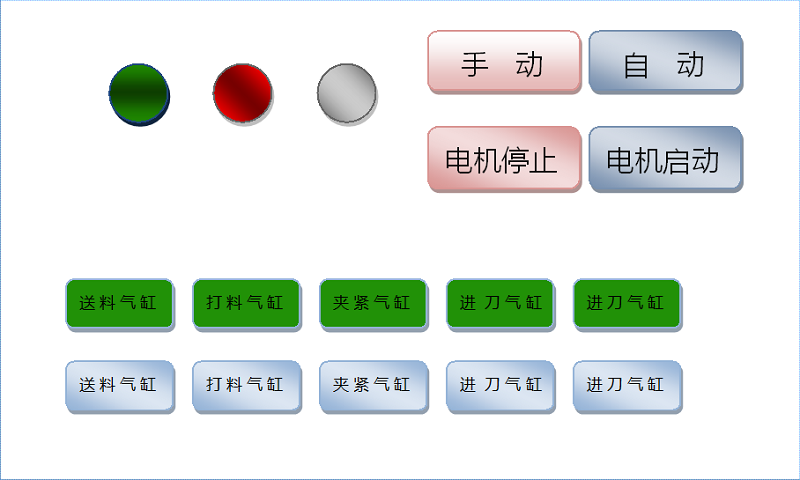 手 动 自 动
电机停止 电机启动
送料气缸 打料气缸 夹紧气缸 进 刀气缸 进刀气缸
送料气缸 打料气缸 夹紧气缸 进 刀气缸 进刀气缸